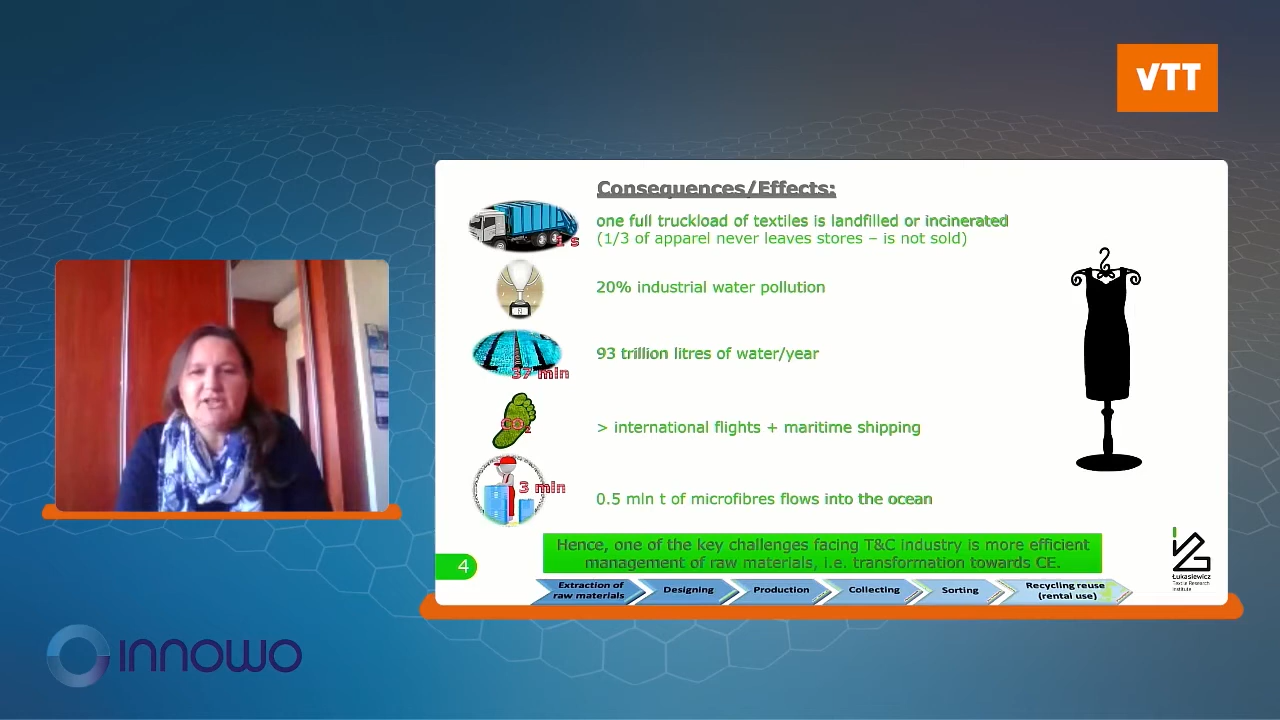 VTT
Consequences/Effects:
one full truckload of textiles is landfilled or incinerated
(1/3 of apparel never leaves stores – is not sold)
1 s
20% industrial water pollution
2
93 trillion litres of water/year
37 min
CO₂
> international flights + maritime shipping
3 min
0.5 mln t of microfibres flows into the ocean
Hence, one of the key challenges facing T&C industry is more efficient
management of raw materials, i.e. transformation towards CE.
4
Extraction of
raw materials
Designing
Production
Collecting
Sorting
Recycling reuse
(rental use)
Łukasiewicz
Textile Research
Institute
innowo